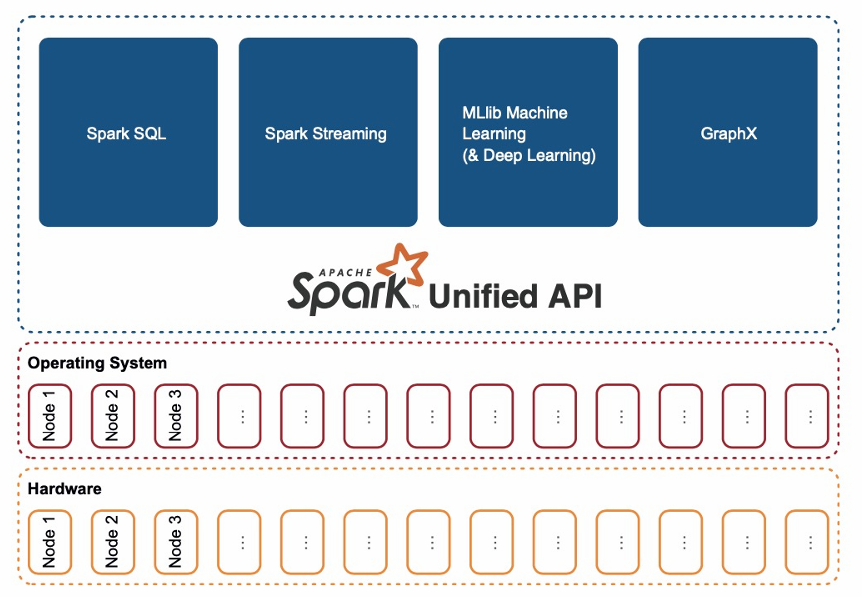 Spark SQL
Spark Streaming
MLlib Machine
Learning
(& Deep Learning)
GraphX
APACHE
Spark™ Unified API
Operating System
Node 1
Node 2
Node 3
...
...
...
...
...
...
...
...
...
...
Hardware
Node 1
Node 2
Node 3
...
...
...
...
...
...
...
...
...
...